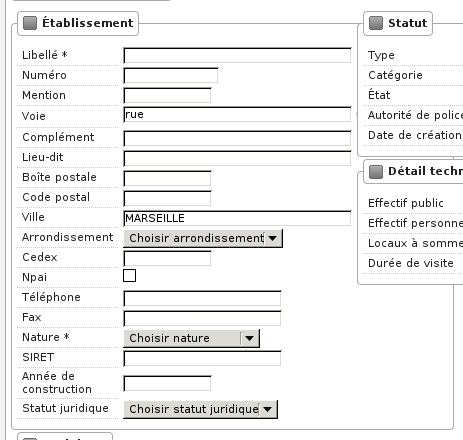 Établissement
Libellé *
Numéro
Mention
Voie rue
Complément
Lieu-dit
Boîte postale
Code postal
Ville MARSEILLE
Arrondissement Choisir arrondissement
Cedex
Npai
Téléphone
Fax
Nature * Choisir nature
SIRET
Année de
construction
Statut juridique Choisir statut juridique
Statut
Type
Catégorie
État
Autorité de police
Date de création
Détail techn
Effectif public
Effectif personne
Locaux à somme
Durée de visite